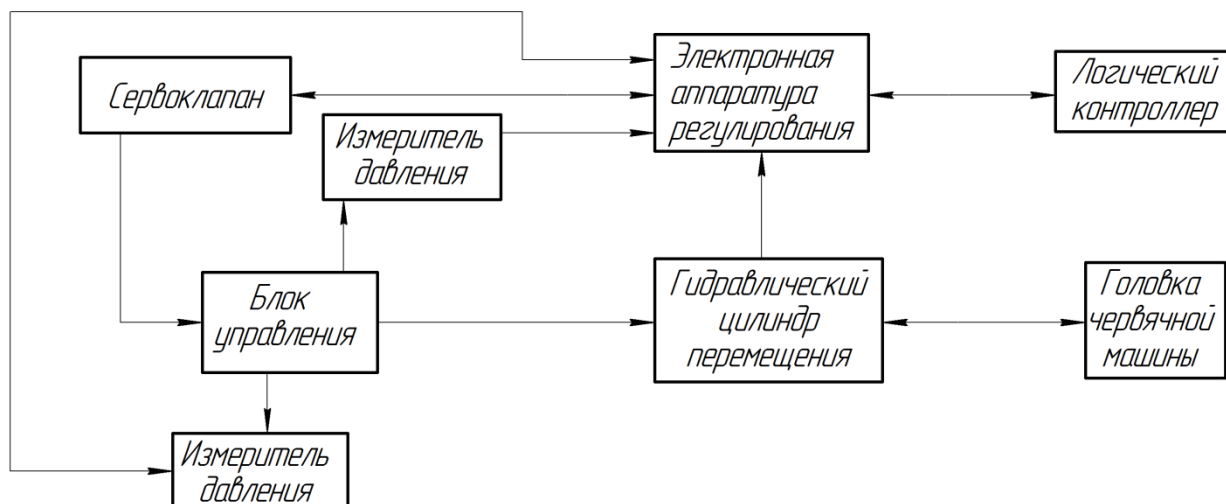 Сервоклапан
Электронная
аппаратура
регулирования
Логический
контроллер
Измеритель
давления
Блок
управления
Гидравлический
цилиндр
перемещения
Головка
червячной
машины
Измеритель
давления